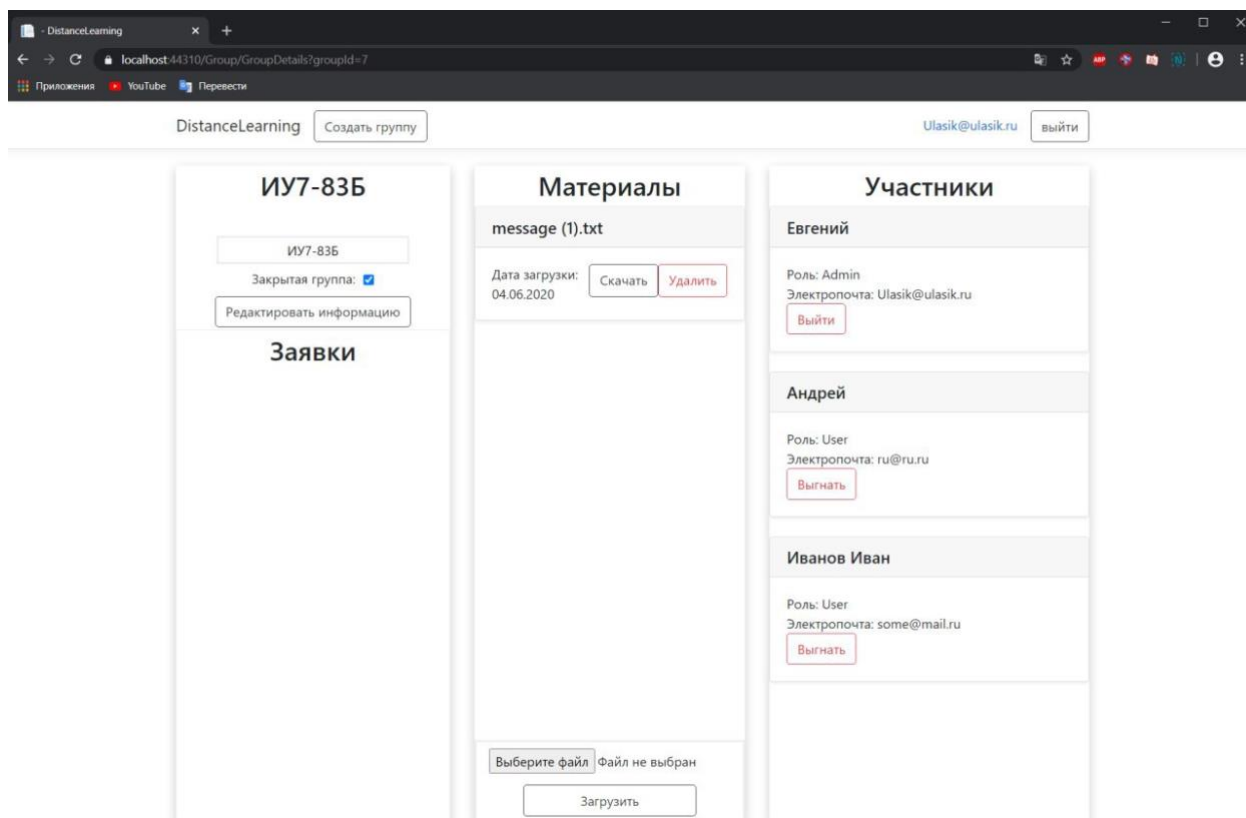 - DistanceLearning
localhost:44310/Group/GroupDetails?groupId=7
ABP
Приложения YouTube Перевести
DistanceLearning Создать группу Ulasik@ulasik.ru выйти
ИУ7-83Б
ИУ7-83Б
Закрытая группа:
Редактировать информацию
Заявки
Материалы
message (1).txt
Дата загрузки:
04.06.2020
Скачать Удалить
Выберите файл Файл не выбран
Загрузить
Участники
Евгений
Роль: Admin
Электропочта: Ulasik@ulasik.ru
Выйти
Андрей
Роль: User
Электропочта: ru@ru.ru
Выгнать
Иванов Иван
Роль: User
Электропочта: some@mail.ru
Выгнать